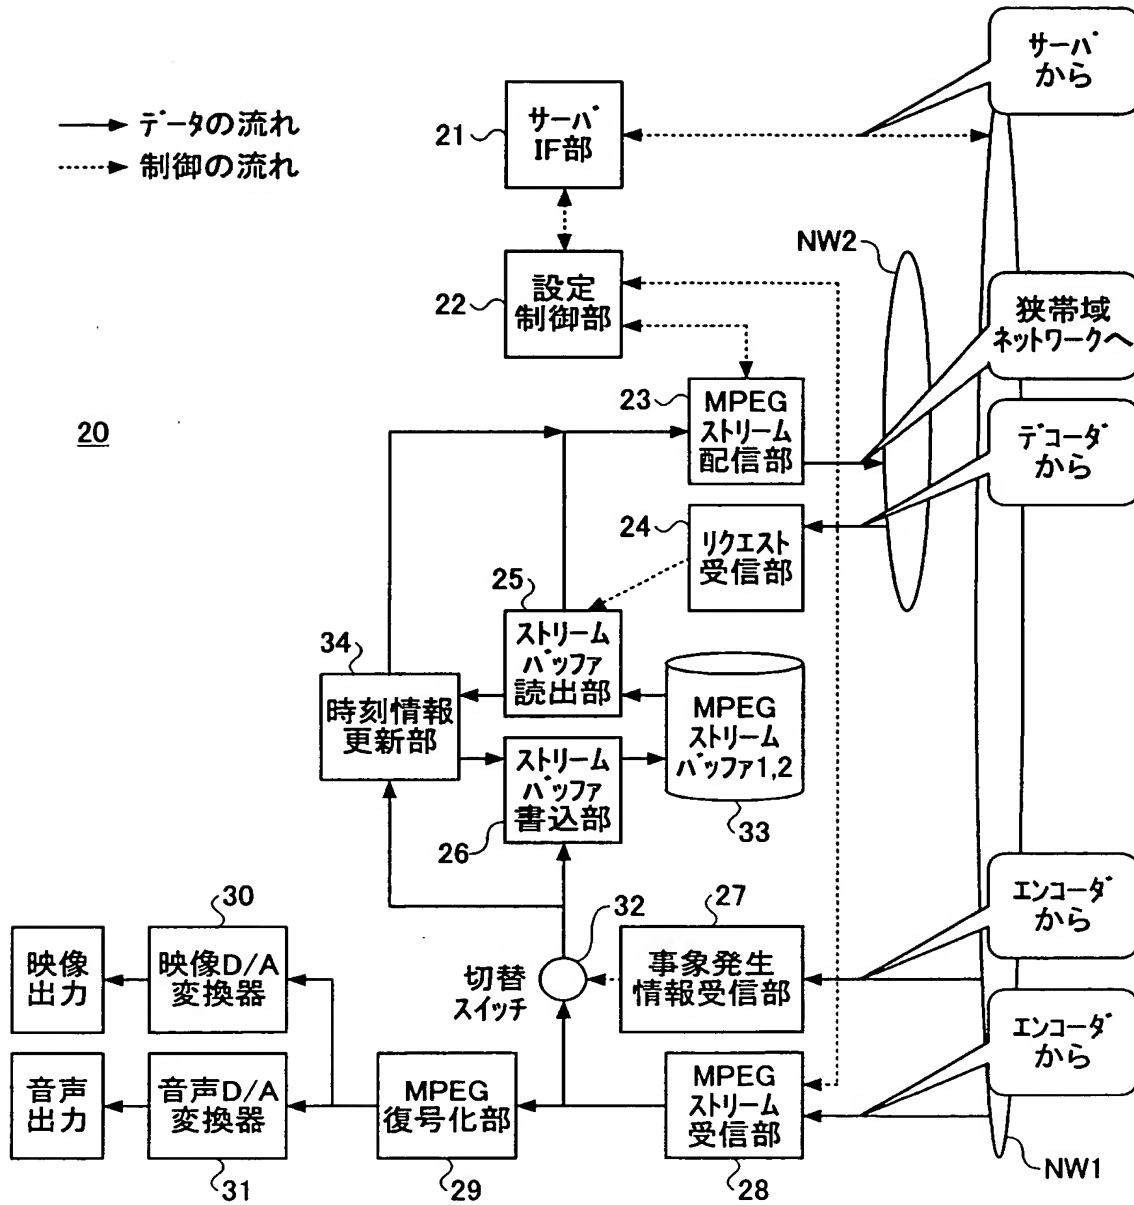 サーバ
から
データの流れ
制御の流れ
21
サーバ
IF部
NW2
22
設定
制御部
狭帯域
ネットワークへ
20
23
MPEG
ストリーム
配信部
デコーダ
から
24
リクエスト
受信部
25
ストリーム
バッファ
読出部
34
時刻情報
更新部
MPEG
ストリーム
バッファ1,2
33
ストリーム
バッファ
書込部
26
30
32
27
エンコーダ
から
映像
出力
映像D/A
変換器
切替
スイッチ
事象発生
情報受信部
エンコーダ
から
音声
出力
音声D/A
変換器
MPEG
復号化部
MPEG
ストリーム
受信部
31
29
28
NW1